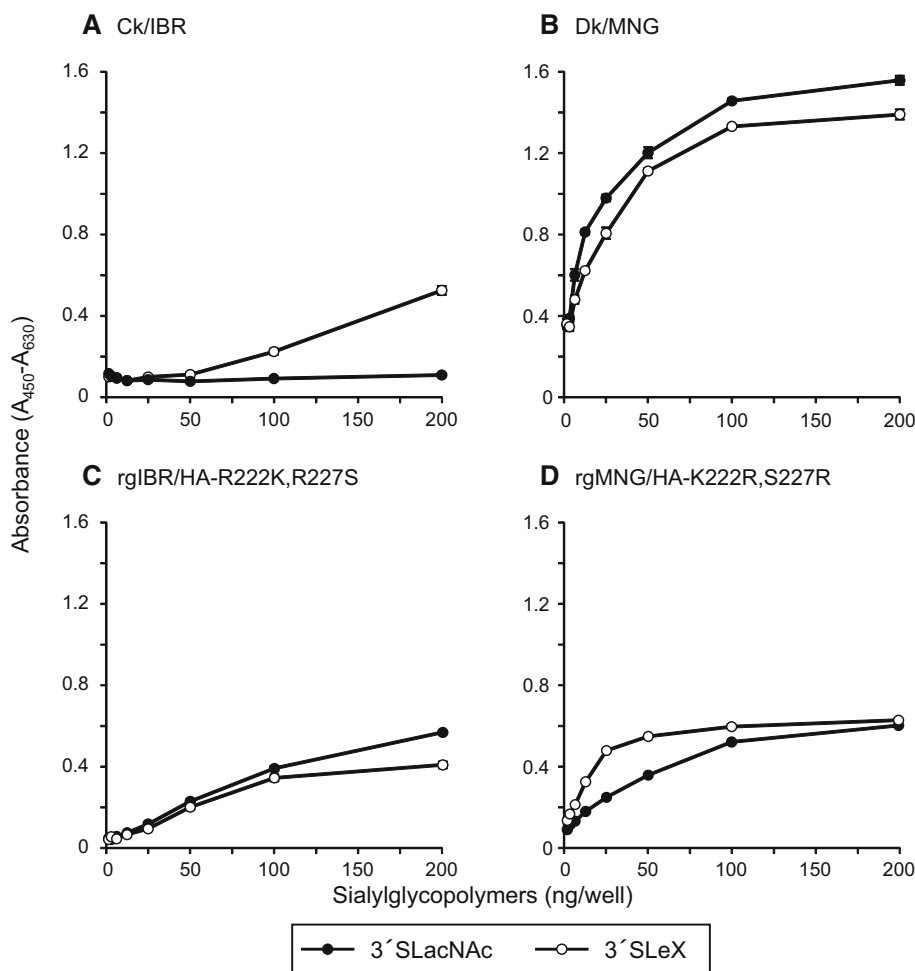 A Ck/IBR
B Dk/MNG
1.6
1.2
0.8
0.4
0
0 50 100 150 200
1.6
1.2
0.8
0.4
0
0 50 100 150 200
C rgIBR/HA-R222K,R227S
D rgMNG/HA-K222R,S227R
1.6
1.2
0.8
0.4
0
0 50 100 150 200
1.6
1.2
0.8
0.4
0
0 50 100 150 200
Absorbance (A₄₅₀-A₆₃₀)
Sialylglycopolymers (ng/well)
3´SLacNAc 3´SLeX